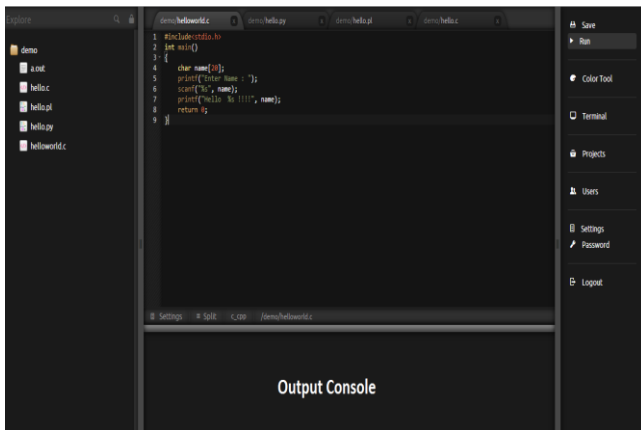 Explore
demo
a.out
hello.c
hello.pl
hello.py
helloworld.c
demo/helloworld.c
demo/hello.py
demo/hello.pl
demo/hello.c
1 #include<stdio.h>
2 int main()
3 {
4 char name[20];
5 printf("Enter Name : ");
6 scanf("%s", name);
7 printf("Hello %s !!!!", name);
8 return 0;
9 }
Settings Split c_cpp /demo/helloworld.c
Output Console
Save
Run
Color Tool
Terminal
Projects
Users
Settings
Password
Logout